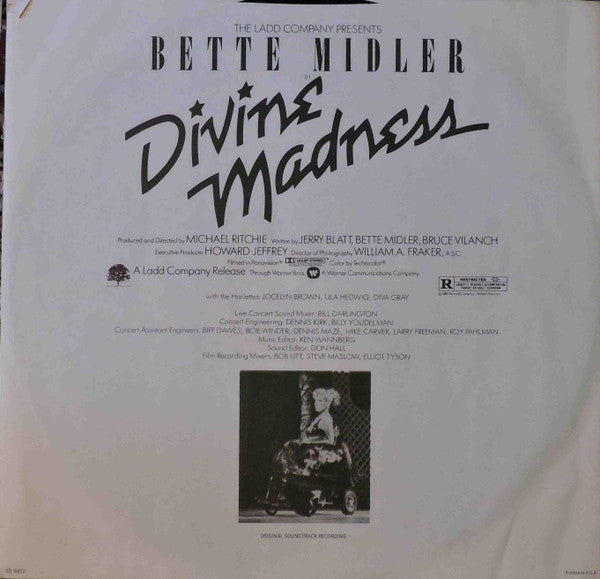 THE LADD COMPANY PRESENTS
BETTE MIDLER
in
Divine
Madness
Produced and Directed by MICHAEL RITCHIE Written by JERRY BLATT, BETTE MIDLER, BRUCE VILANCH
Executive Producer HOWARD JEFFREY Director of Photography WILLIAM A. FRAKER, A.S.C.
Filmed in Panavision® DOLBY STEREO Color by Technicolor®
A Ladd Company Release Through Warner Bros. A Warner Communications Company
R RESTRICTED
with the Harlettes: JOCELYN BROWN, ULA HEDWIG, DIVA GRAY
Live Concert Sound Mixer: BILL DARLINGTON
Concert Engineering: DENNIS KIRK, BILLY YOUDELMAN
Concert Assistant Engineers: BIFF DAWES, BOB WINDER, DENNIS MAZE, MIKE CARVER, LARRY FREEMAN, ROY PAHLMAN
Music Editor: KEN WANNBERG
Sound Editor: DON HALL
Film Recording Mixers: BOB LITT, STEVE MASLOW, ELLIOT TYSON
ORIGINAL SOUNDTRACK RECORDING
Printed in U.S.A.